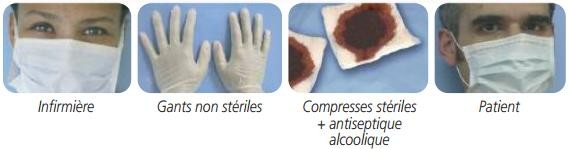 Infirmière
Gants non stériles
Compresses stériles
+ antiseptique
alcoolique
Patient